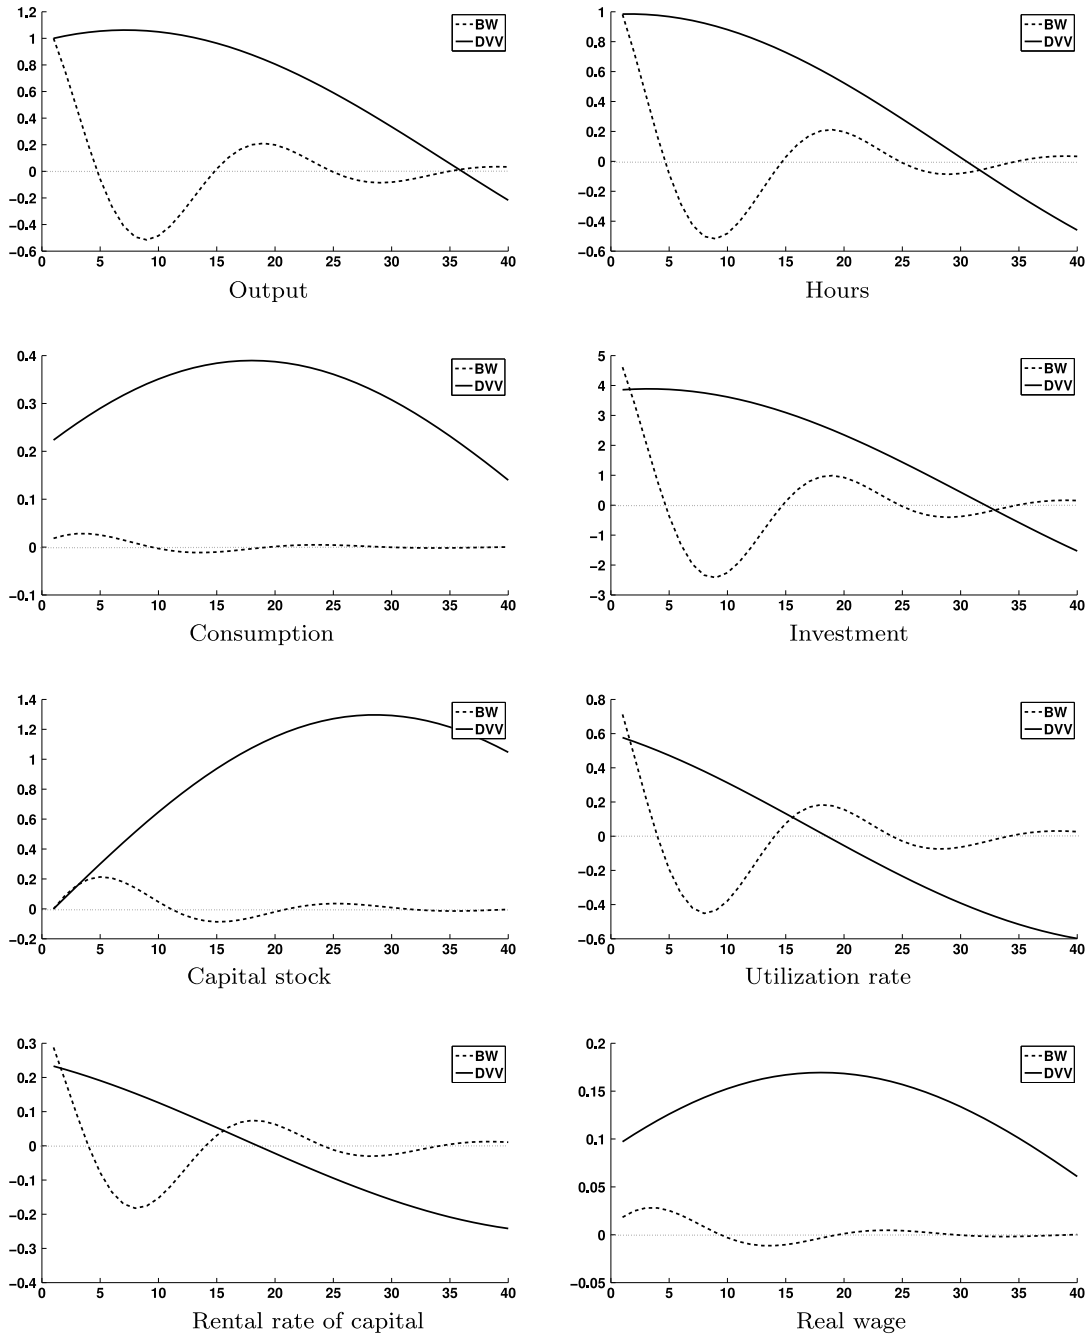 1.2
1
0.8
0.6
0.4
0.2
0
−0.2
−0.4
−0.6
0 5 10 15 20 25 30 35 40
BW
DVV
Output
1
0.8
0.6
0.4
0.2
0
−0.2
−0.4
−0.6
0 5 10 15 20 25 30 35 40
BW
DVV
Hours
0.4
0.3
0.2
0.1
0
−0.1
0 5 10 15 20 25 30 35 40
BW
DVV
Consumption
5
4
3
2
1
0
−1
−2
−3
0 5 10 15 20 25 30 35 40
BW
DVV
Investment
1.4
1.2
1
0.8
0.6
0.4
0.2
0
−0.2
0 5 10 15 20 25 30 35 40
BW
DVV
Capital stock
0.8
0.6
0.4
0.2
0
−0.2
−0.4
−0.6
0 5 10 15 20 25 30 35 40
BW
DVV
Utilization rate
0.3
0.2
0.1
0
−0.1
−0.2
−0.3
−0.4
0 5 10 15 20 25 30 35 40
BW
DVV
Rental rate of capital
0.2
0.15
0.1
0.05
0
−0.05
0 5 10 15 20 25 30 35 40
BW
DVV
Real wage